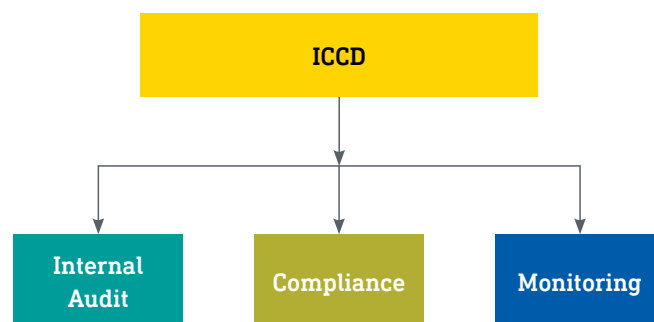 ICCD
Internal
Audit
Compliance
Monitoring